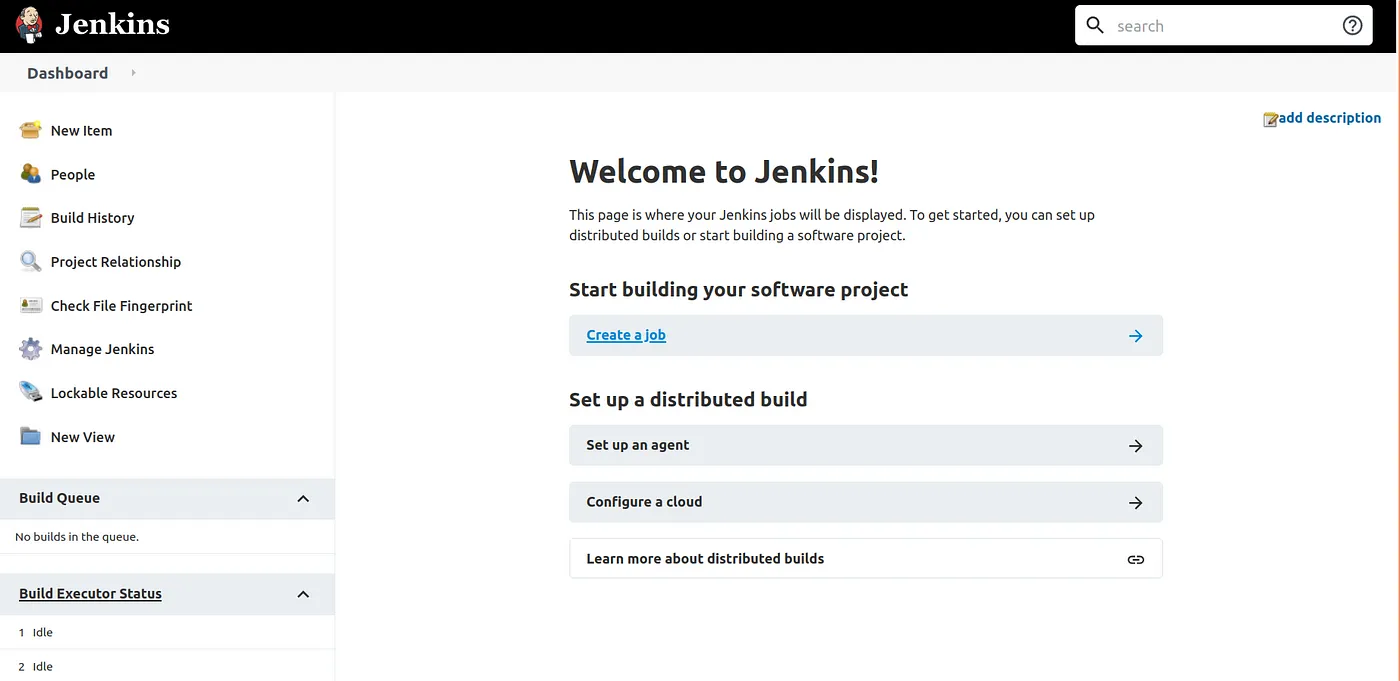 Jenkins
search
Dashboard
New Item
People
Build History
Project Relationship
Check File Fingerprint
Manage Jenkins
Lockable Resources
New View
Build Queue
No builds in the queue.
Build Executor Status
1 Idle
2 Idle
add description
Welcome to Jenkins!
This page is where your Jenkins jobs will be displayed. To get started, you can set up
distributed builds or start building a software project.
Start building your software project
Create a job
Set up a distributed build
Set up an agent
Configure a cloud
Learn more about distributed builds